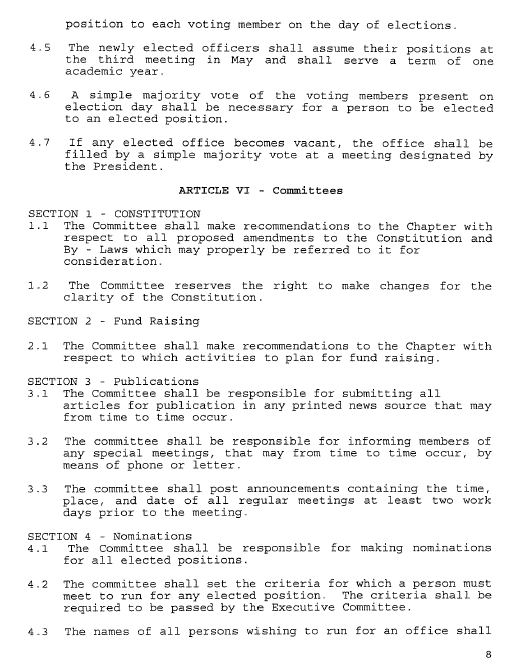 position to each voting member on the day of elections.
4.5 The newly elected officers shall assume their positions at
the third meeting in May and shall serve a term of one
academic year.
4.6 A simple majority vote of the voting members present on
election day shall be necessary for a person to be elected
to an elected position.
4.7 If any elected office becomes vacant, the office shall be
filled by a simple majority vote at a meeting designated by
the President.
ARTICLE VI - Committees
SECTION 1 - CONSTITUTION
1.1 The Committee shall make recommendations to the Chapter with
respect to all proposed amendments to the Constitution and
By - Laws which may properly be referred to it for
consideration.
1.2 The Committee reserves the right to make changes for the
clarity of the Constitution.
SECTION 2 - Fund Raising
2.1 The Committee shall make recommendations to the Chapter with
respect to which activities to plan for fund raising.
SECTION 3 - Publications
3.1 The Committee shall be responsible for submitting all
articles for publication in any printed news source that may
from time to time occur.
3.2 The committee shall be responsible for informing members of
any special meetings, that may from time to time occur, by
means of phone or letter.
3.3 The committee shall post announcements containing the time,
place, and date of all regular meetings at least two work
days prior to the meeting.
SECTION 4 - Nominations
4.1 The Committee shall be responsible for making nominations
for all elected positions.
4.2 The committee shall set the criteria for which a person must
meet to run for any elected position. The criteria shall be
required to be passed by the Executive Committee.
4.3 The names of all persons wishing to run for an office shall
8